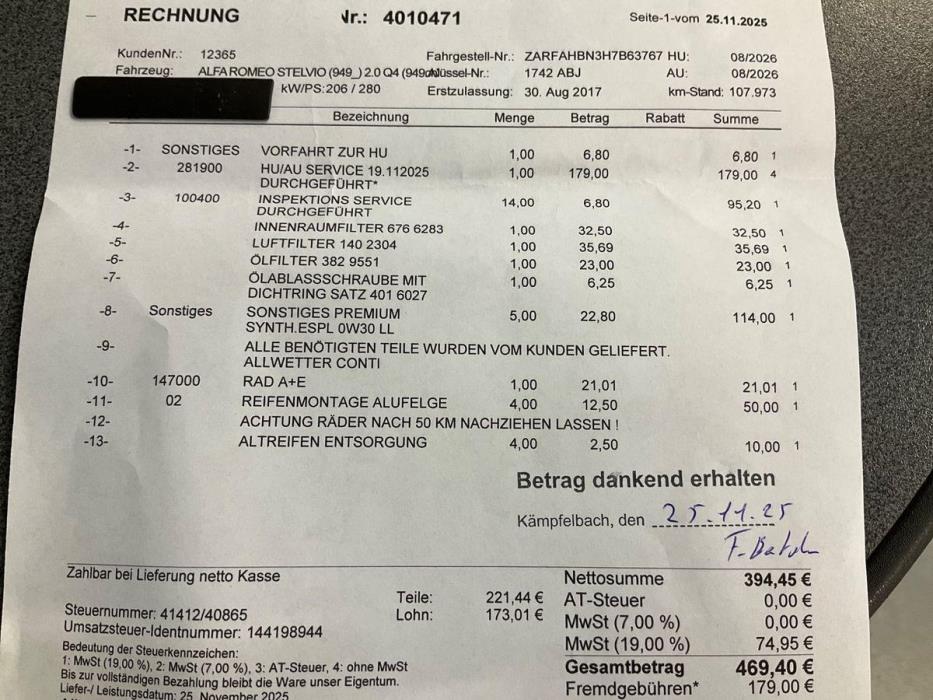 RECHNUNG Nr.: 4010471 Seite-1-vom 25.11.2025
KundenNr.: 12365 Fahrgestell-Nr.: ZARFAHBN3H7B63767 HU: 08/2026
Fahrzeug: ALFA ROMEO STELVIO (949_) 2.0 Q4 (949 üssel-Nr.: 1742 ABJ AU: 08/2026
kW/PS: 206 / 280 Erstzulassung: 30. Aug 2017 km-Stand: 107.973
Bezeichnung Menge Betrag Rabatt Summe
-1- SONSTIGES VORFAHRT ZUR HU 1,00 6,80 6,80 1
-2- 281900 HU/AU SERVICE 19.112025 1,00 179,00 179,00 4
DURCHGEFÜHRT*
-3- 100400 INSPEKTIONS SERVICE 14,00 6,80 95,20 1
DURCHGEFÜHRT
-4- INNENRAUMFILTER 676 6283 1,00 32,50 32,50 1
-5- LUFTFILTER 140 2304 1,00 35,69 35,69 1
-6- ÖLFILTER 382 9551 1,00 23,00 23,00 1
-7- ÖLABLASSSCHRAUBE MIT 1,00 6,25 6,25 1
DICHTRING SATZ 401 6027
-8- Sonstiges SONSTIGES PREMIUM 5,00 22,80 114,00 1
SYNTH.ESPL 0W30 LL
-9- ALLE BENÖTIGTEN TEILE WURDEN VOM KUNDEN GELIEFERT.
ALLWETTER CONTI
-10- 147000 RAD A+E 1,00 21,01 21,01 1
-11- 02 REIFENMONTAGE ALUFELGE 4,00 12,50 50,00 1
-12- ACHTUNG RÄDER NACH 50 KM NACHZIEHEN LASSEN !
-13- ALTREIFEN ENTSORGUNG 4,00 2,50 10,00 1
Betrag dankend erhalten
Kämpfelbach, den 25.11.25
Zahlbar bei Lieferung netto Kasse Nettosumme 394,45 €
Teile: 221,44 € AT-Steuer 0,00 €
Steuernummer: 41412/40865 Lohn: 173,01 € MwSt (7,00 %) 0,00 €
Umsatzsteuer-Identnummer: 144198944 MwSt (19,00 %) 74,95 €
Bedeutung der Steuerkennzeichen:
1: MwSt (19,00 %), 2: MwSt (7,00 %), 3: AT-Steuer, 4: ohne MwSt Gesamtbetrag 469,40 €
Bis zur vollständigen Bezahlung bleibt die Ware unser Eigentum. Fremdgebühren* 179,00 €
Liefer-/ Leistungsdatum: 25. November 2025